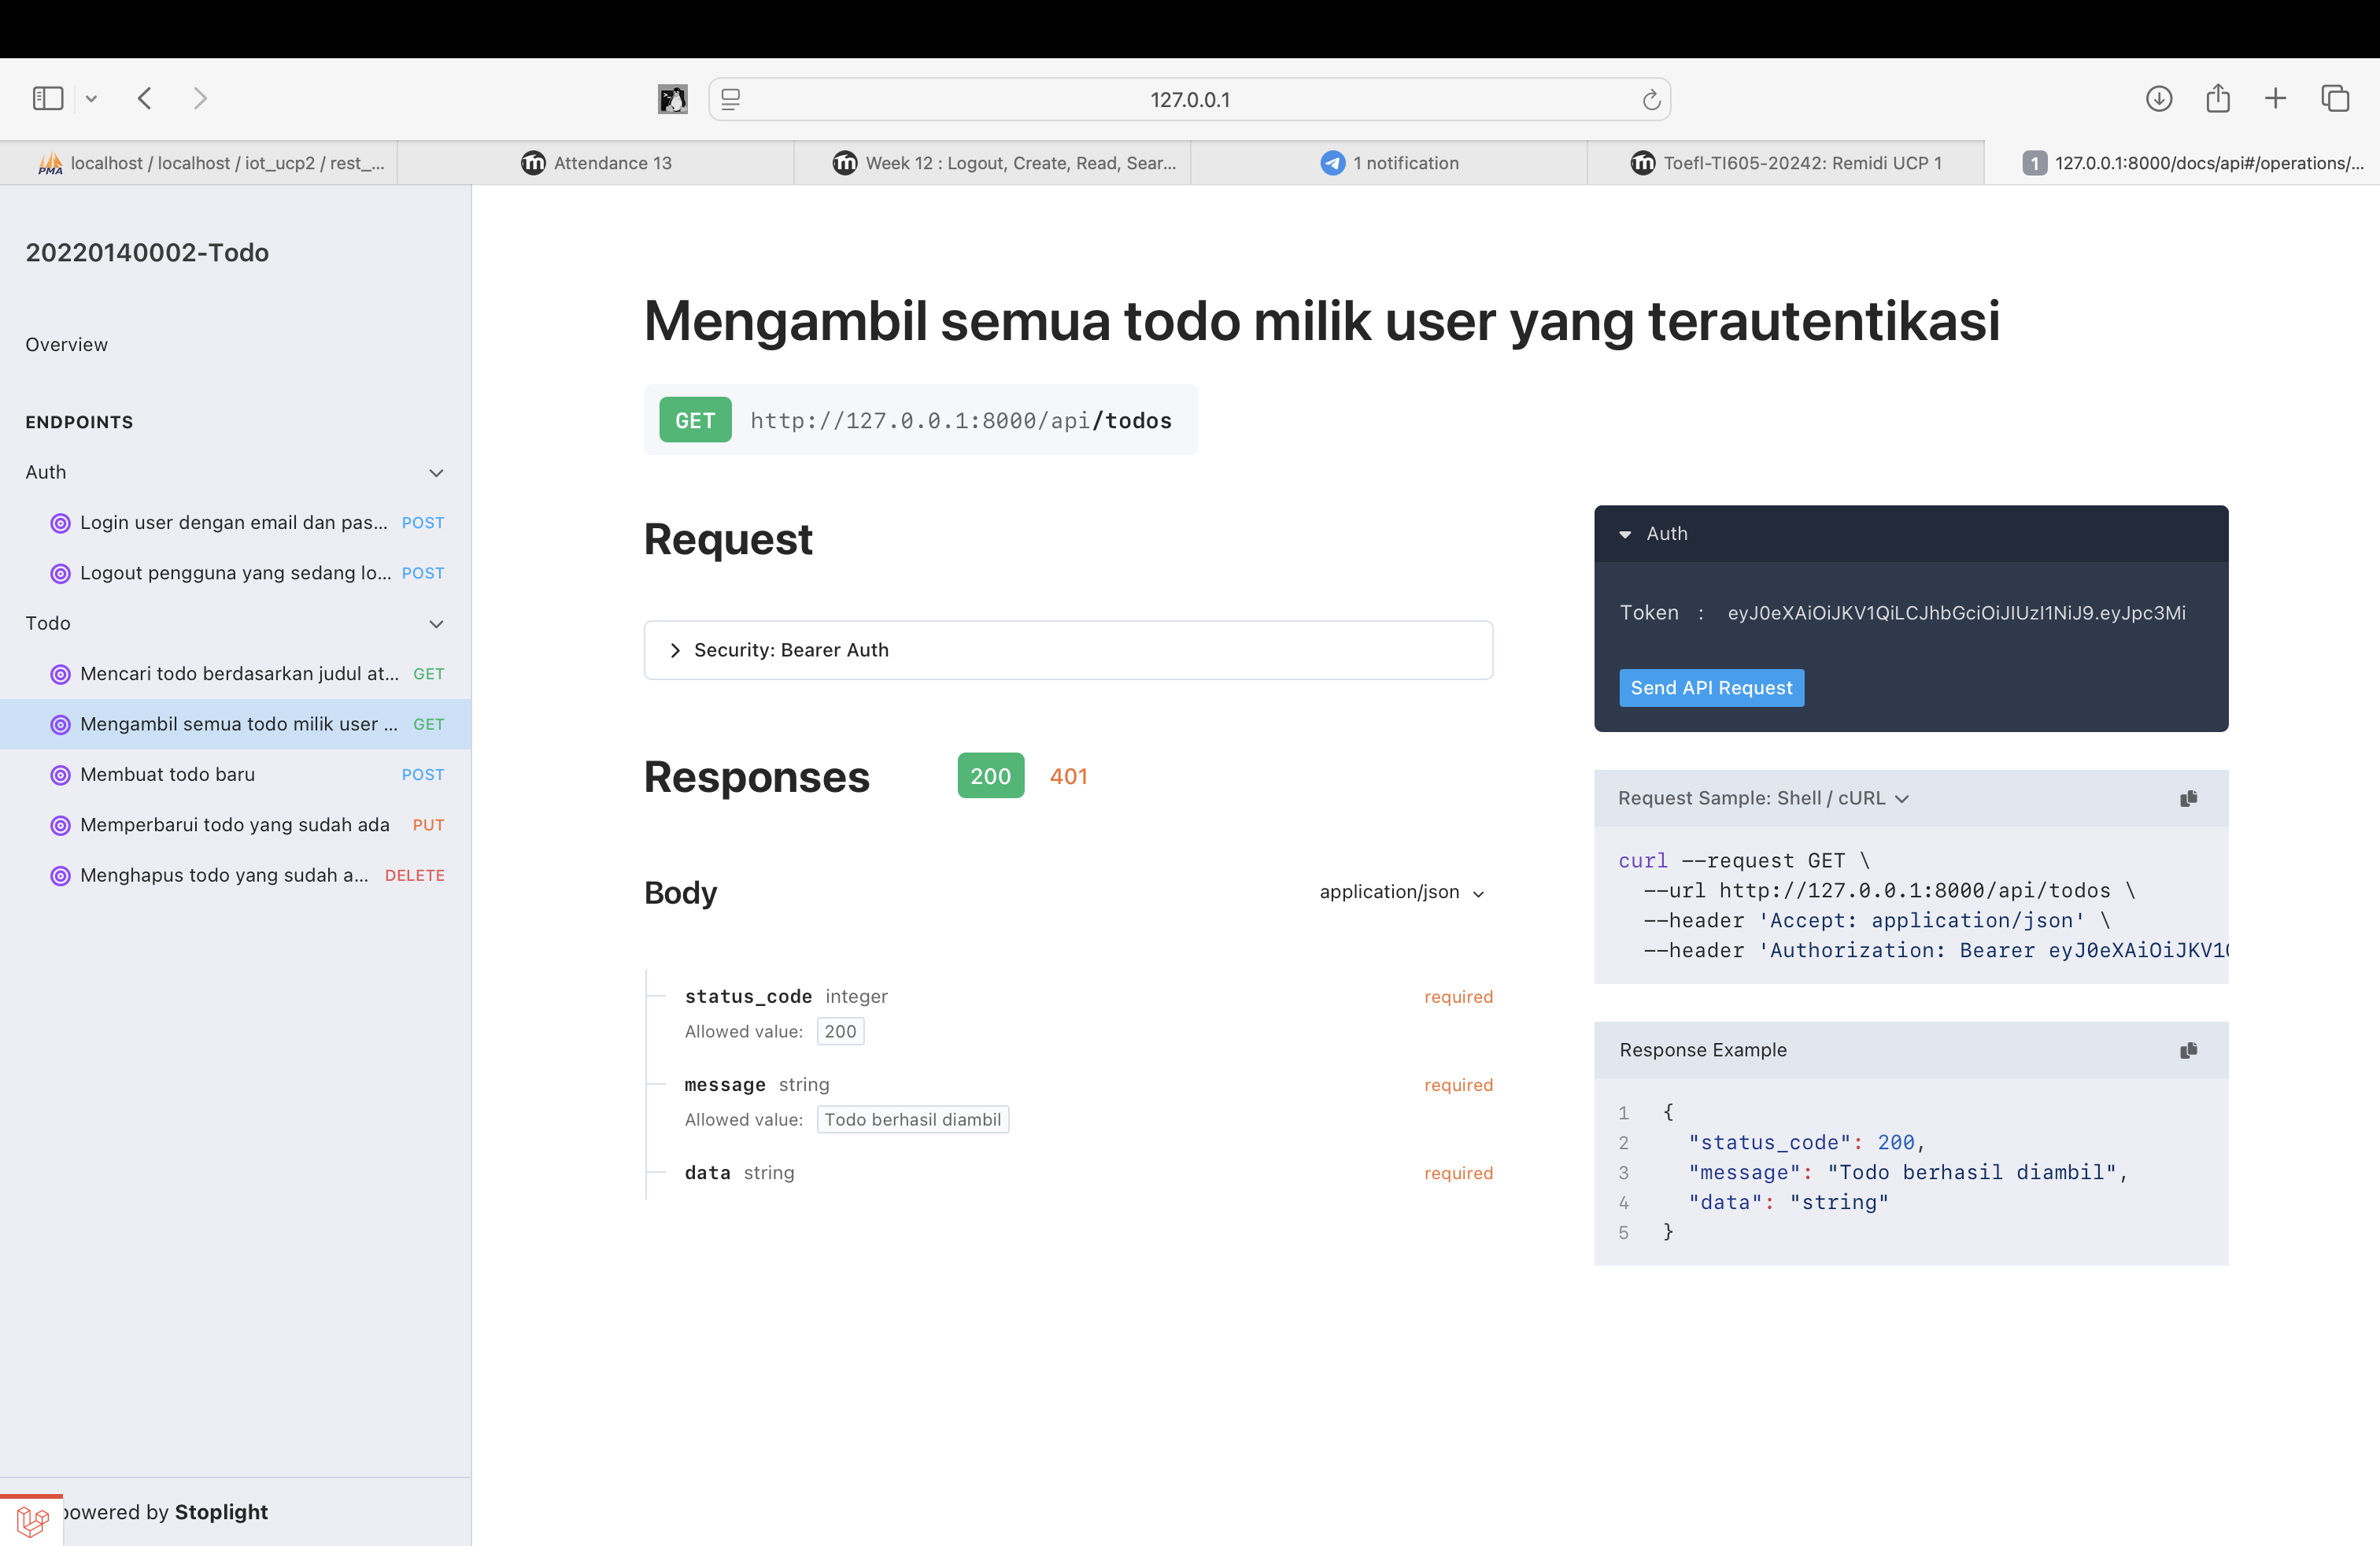 127.0.0.1
PMA localhost / localhost / iot_ucp2 / rest_...
Attendance 13
Week 12 : Logout, Create, Read, Sear...
1 notification
Toefl-TI605-20242: Remidi UCP 1
1 127.0.0.1:8000/docs/api#/operations/...
20220140002-Todo
Overview
ENDPOINTS
Auth
Login user dengan email dan pas... POST
Logout pengguna yang sedang lo... POST
Todo
Mencari todo berdasarkan judul at... GET
Mengambil semua todo milik user ... GET
Membuat todo baru POST
Memperbarui todo yang sudah ada PUT
Menghapus todo yang sudah a... DELETE
powered by Stoplight
Mengambil semua todo milik user yang terautentikasi
GET http://127.0.0.1:8000/api/todos
Request
Security: Bearer Auth
Responses 200 401
Body application/json
status_code integer required
Allowed value: 200
message string required
Allowed value: Todo berhasil diambil
data string required
Auth
Token : eyJ0eXAiOiJKV1QiLCJhbGciOiJIUzI1NiJ9.eyJpc3Mi
Send API Request
Request Sample: Shell / cURL
curl --request GET \
--url http://127.0.0.1:8000/api/todos \
--header 'Accept: application/json' \
--header 'Authorization: Bearer eyJ0eXAiOiJKV1Q
Response Example
1 {
2 "status_code": 200,
3 "message": "Todo berhasil diambil",
4 "data": "string"
5 }